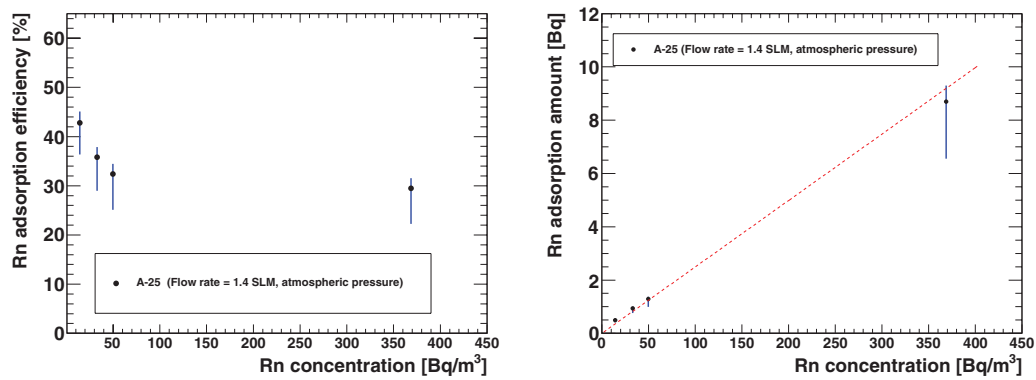 Rn adsorption efficiency [%]
60
50
40
30
20
10
0
A-25 (Flow rate = 1.4 SLM, atmospheric pressure)
50 100 150 200 250 300 350 400 450
Rn concentration [Bq/m³]
Rn adsorption amount [Bq]
12
10
8
6
4
2
0
A-25 (Flow rate = 1.4 SLM, atmospheric pressure)
0 50 100 150 200 250 300 350 400 450
Rn concentration [Bq/m³]